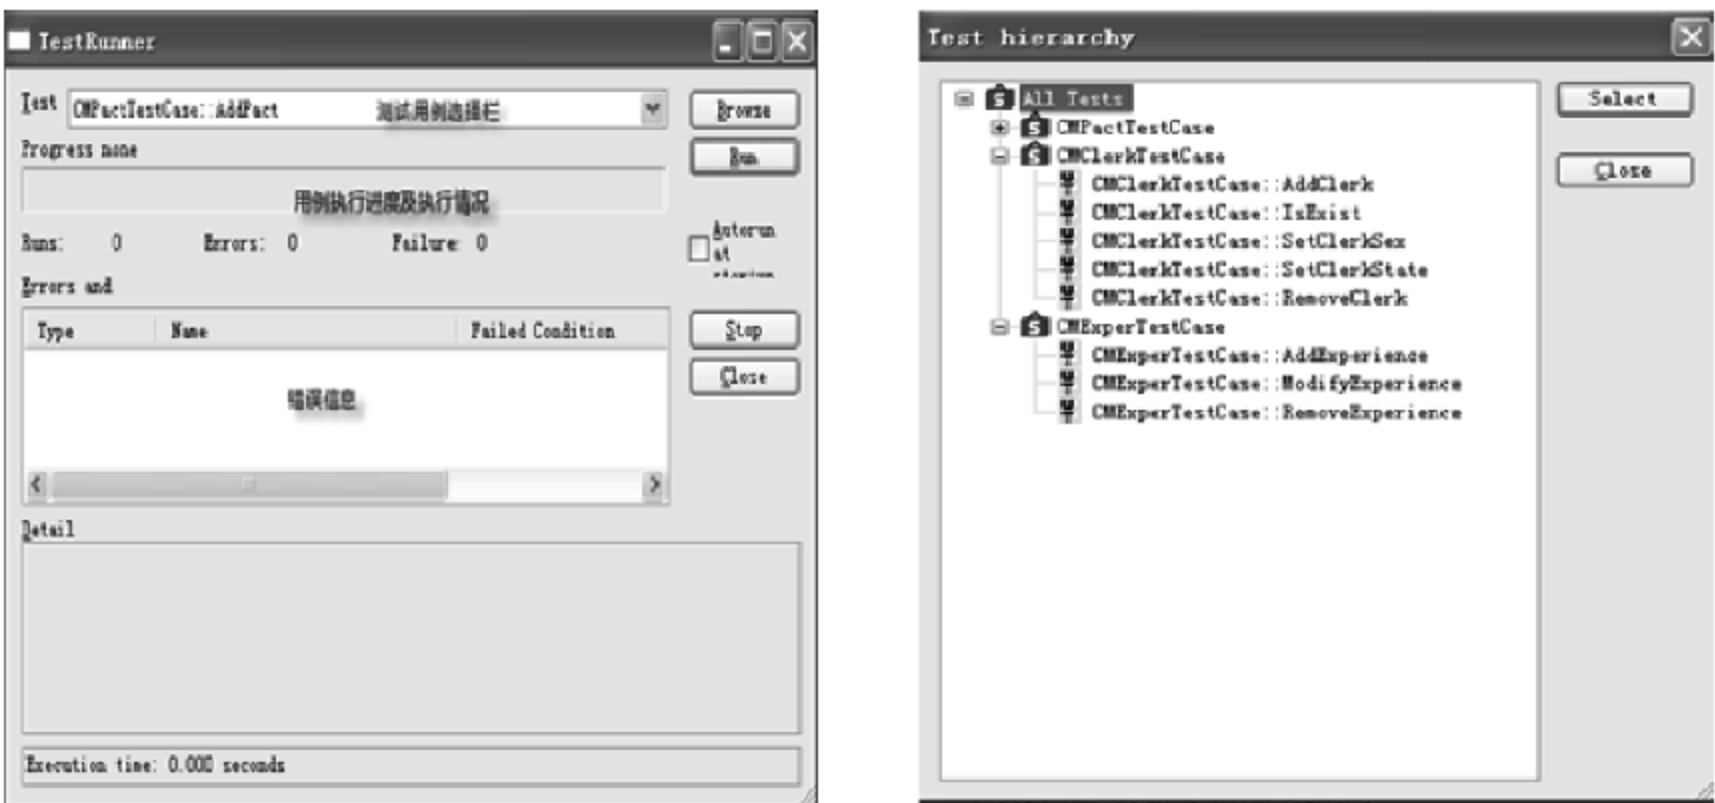 TestRunner
Test
CMPactTestCase::AddPact
测试用例选择栏
Browse
Progress none
Run
用例执行进度及执行情况
Runs: 0 Errors: 0 Failure 0
Autorun
at
Errors and
Type Name Failed Condition
Stop
Close
错误信息
Detail
Execution time: 0.000 seconds
Test hierarchy
All Tests
Select
CMPactTestCase
CMClerkTestCase
Close
CMClerkTestCase::AddClerk
CMClerkTestCase::IsExist
CMClerkTestCase::SetClerkSex
CMClerkTestCase::SetClerkState
CMClerkTestCase::RemoveClerk
CMExperTestCase
CMExperTestCase::AddExperience
CMExperTestCase::ModifyExperience
CMExperTestCase::RemoveExperience